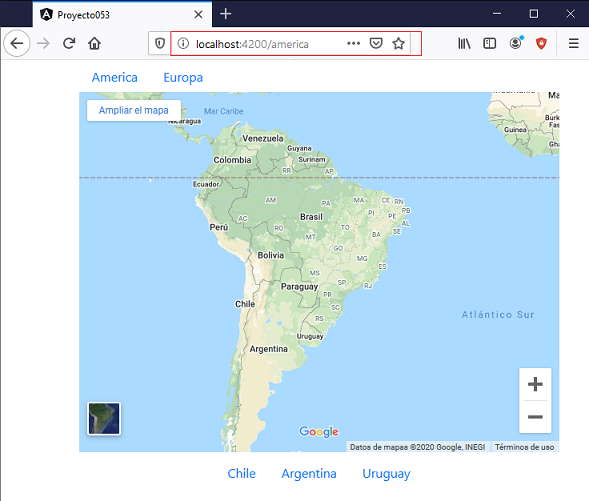 Proyecto053
localhost:4200/america
America Europa
Ampliar el mapa
Mar Caribe
Nicaragua
Venezuela
Guyana
Colombia
Surinam
RR
AP
Guinea
Ecuador
AM
PA
MA
CE
RN
PB
PI
PE
AC
TO
AL
SE
Perú
RO
Brasil
MT
BA
GO
Bolivia
MG
ES
MS
SP
RJ
Paraguay
PR
SC
Chile
RS
Uruguay
Atlántico Sur
Argentina
Google
Datos de mapas ©2020 Google, INEGI Términos de uso
Chile Argentina Uruguay